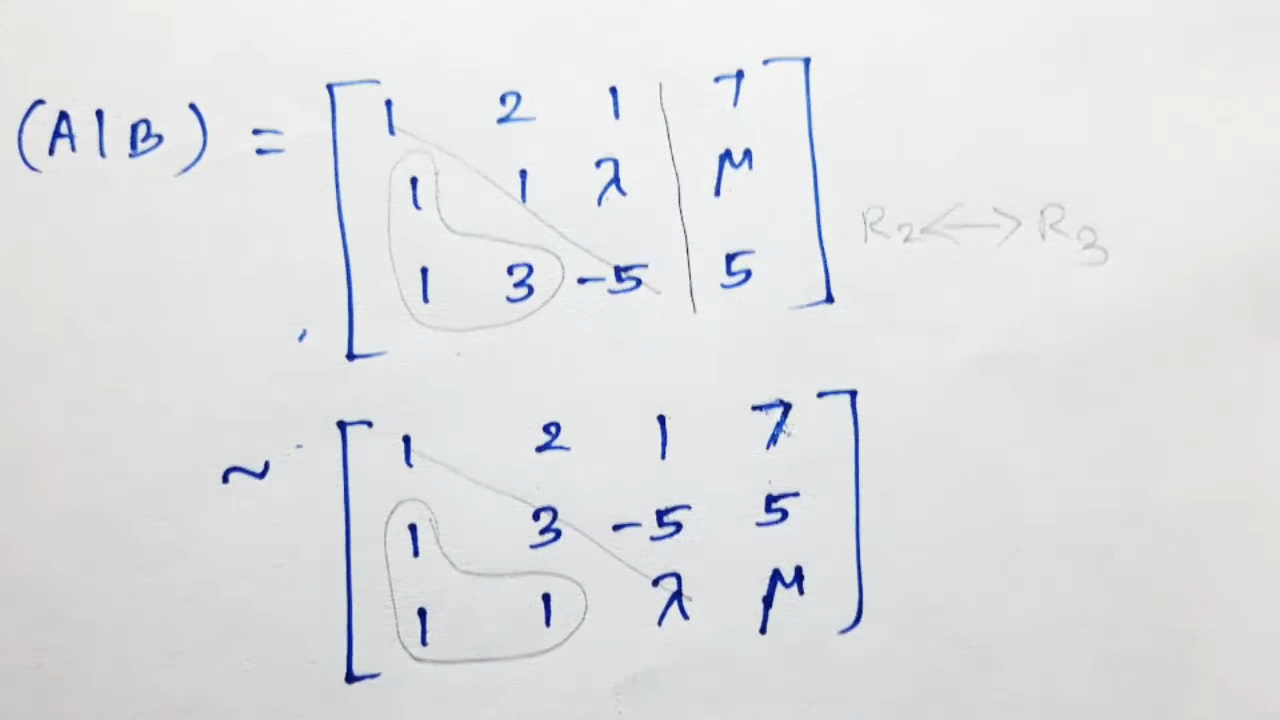 (A|B) = [ 1 2 1 | 7
1 1 λ | μ
1 3 -5 | 5 ] R2 <-> R3
~ [ 1 2 1 7
1 3 -5 5
1 1 λ μ ]